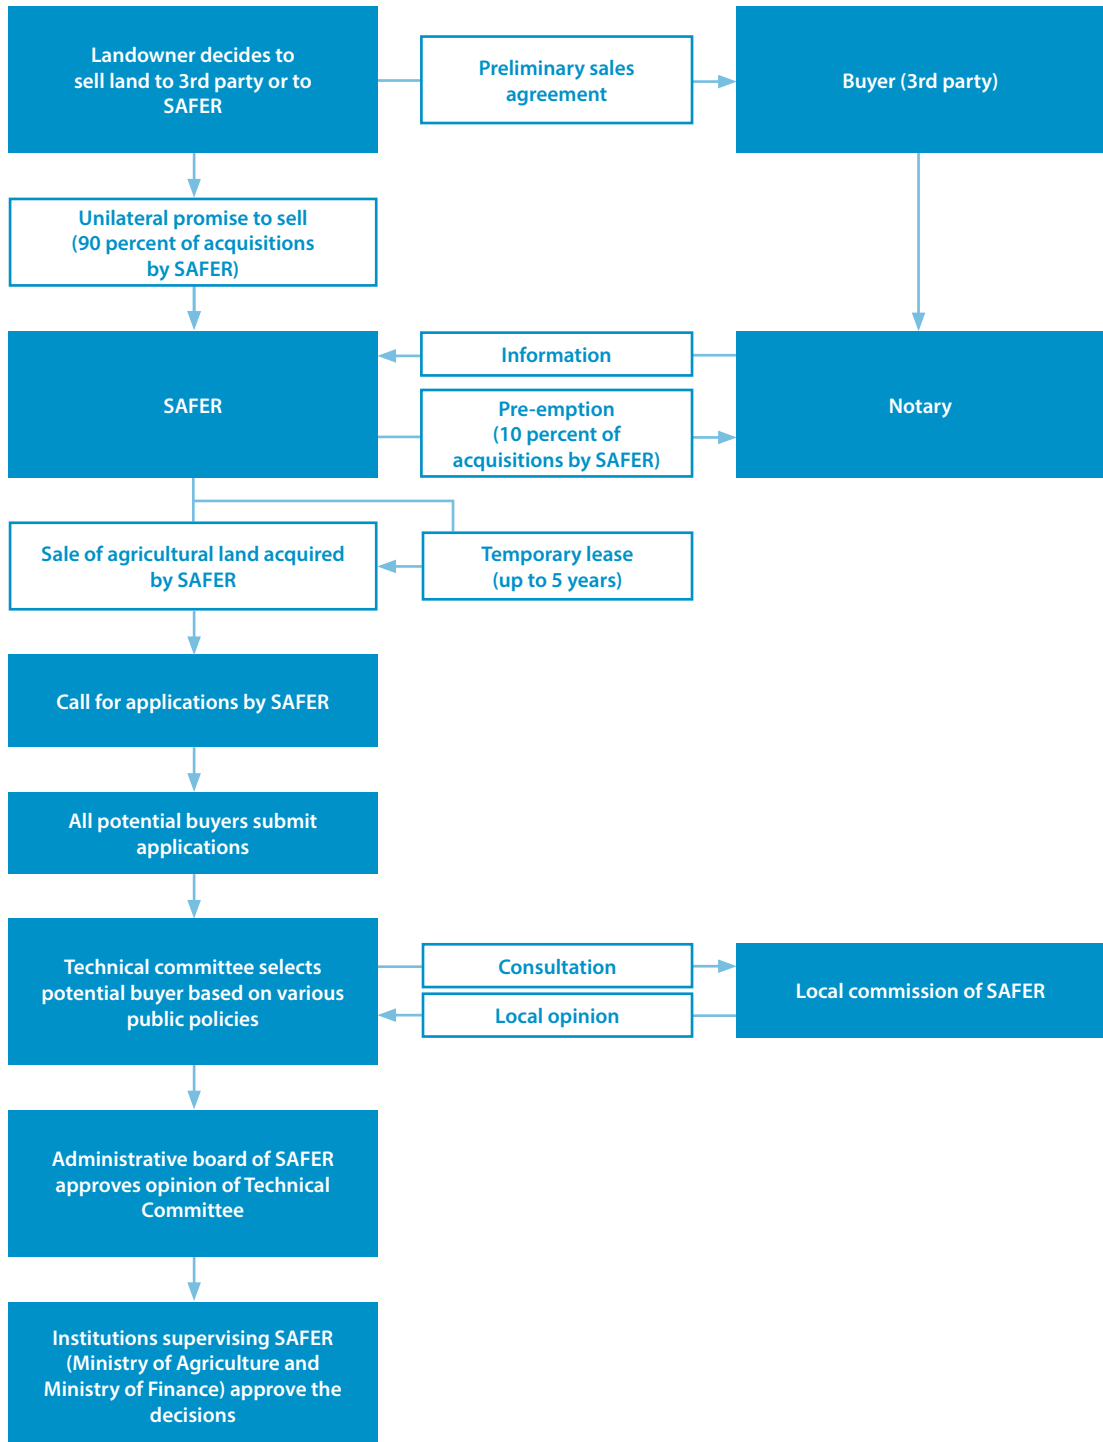 Landowner decides to
sell land to 3rd party or to
SAFER
Preliminary sales
agreement
Buyer (3rd party)
Unilateral promise to sell
(90 percent of acquisitions
by SAFER)
SAFER
Information
Pre-emption
(10 percent of
acquisitions by SAFER)
Notary
Sale of agricultural land acquired
by SAFER
Temporary lease
(up to 5 years)
Call for applications by SAFER
All potential buyers submit
applications
Technical committee selects
potential buyer based on various
public policies
Consultation
Local opinion
Local commission of SAFER
Administrative board of SAFER
approves opinion of Technical
Committee
Institutions supervising SAFER
(Ministry of Agriculture and
Ministry of Finance) approve the
decisions